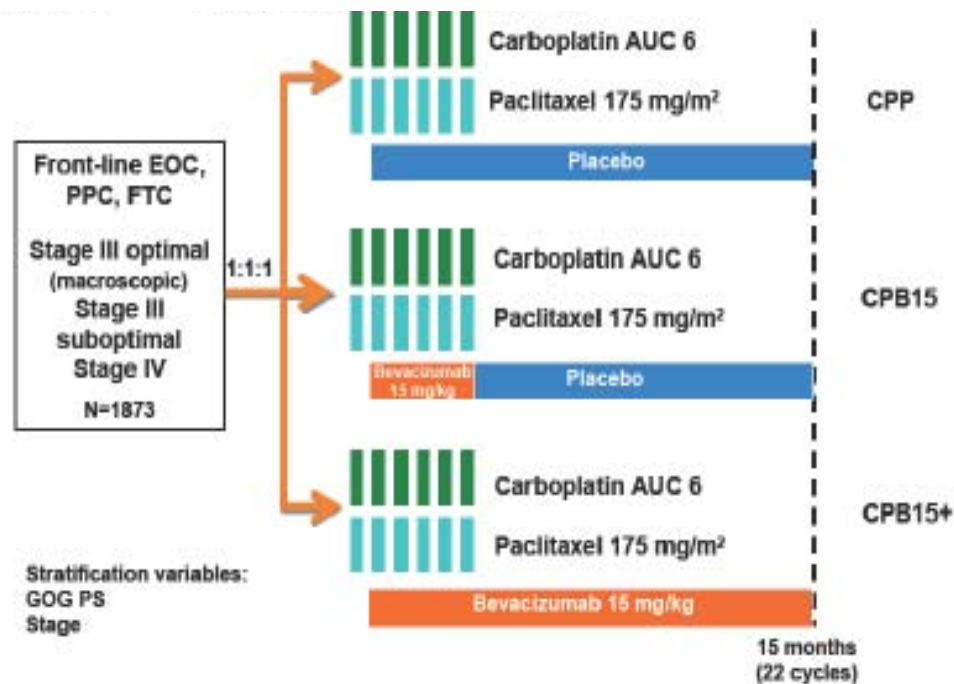 Front-line EOC,
PPC, FTC
Stage III optimal
(macroscopic)
Stage III
suboptimal
Stage IV
N=1873
1:1:1
Carboplatin AUC 6
Paclitaxel 175 mg/m²
Placebo
CPP
Carboplatin AUC 6
Paclitaxel 175 mg/m²
Bevacizumab
15 mg/kg
Placebo
CPB15
Carboplatin AUC 6
Paclitaxel 175 mg/m²
Bevacizumab 15 mg/kg
CPB15+
Stratification variables:
GOG PS
Stage
15 months
(22 cycles)